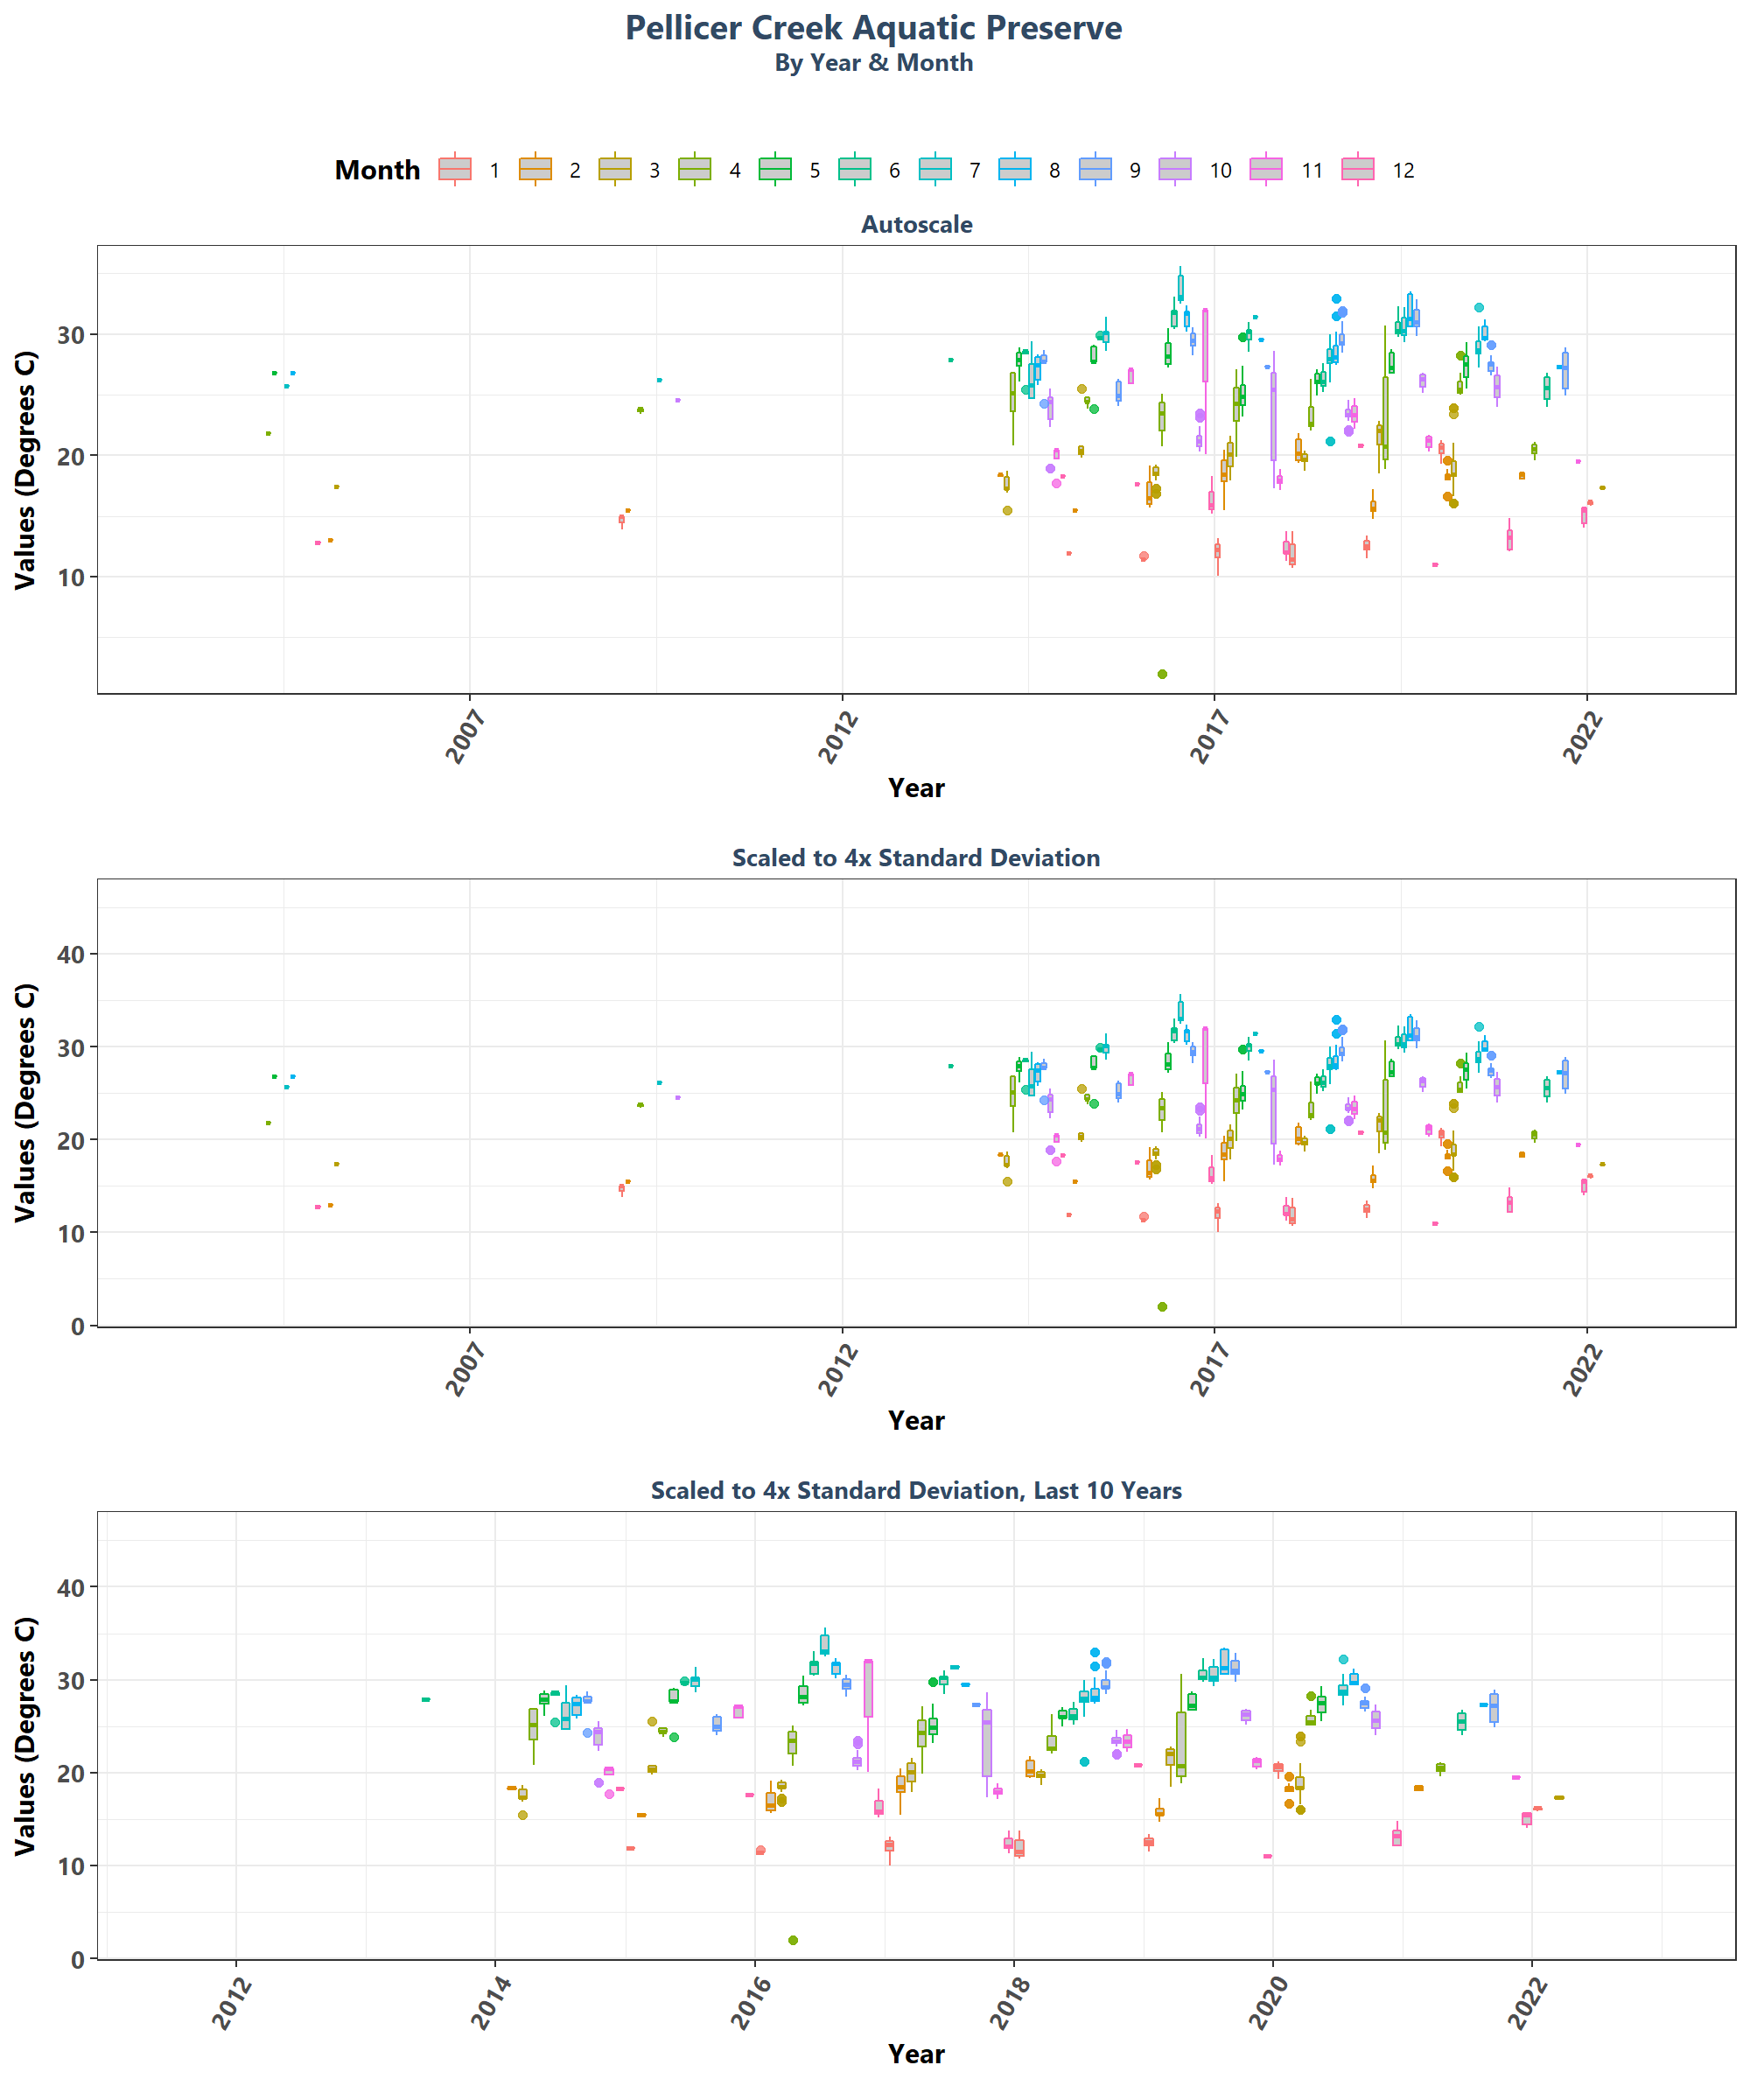 Pellicer Creek Aquatic Preserve
By Year & Month
Month 1 2 3 4 5 6 7 8 9 10 11 12
Autoscale
Values (Degrees C)
30
20
10
2007 2012 2017 2022
Year
Scaled to 4x Standard Deviation
Values (Degrees C)
40
30
20
10
0
2007 2012 2017 2022
Year
Scaled to 4x Standard Deviation, Last 10 Years
Values (Degrees C)
40
30
20
10
0
2012 2014 2016 2018 2020 2022
Year